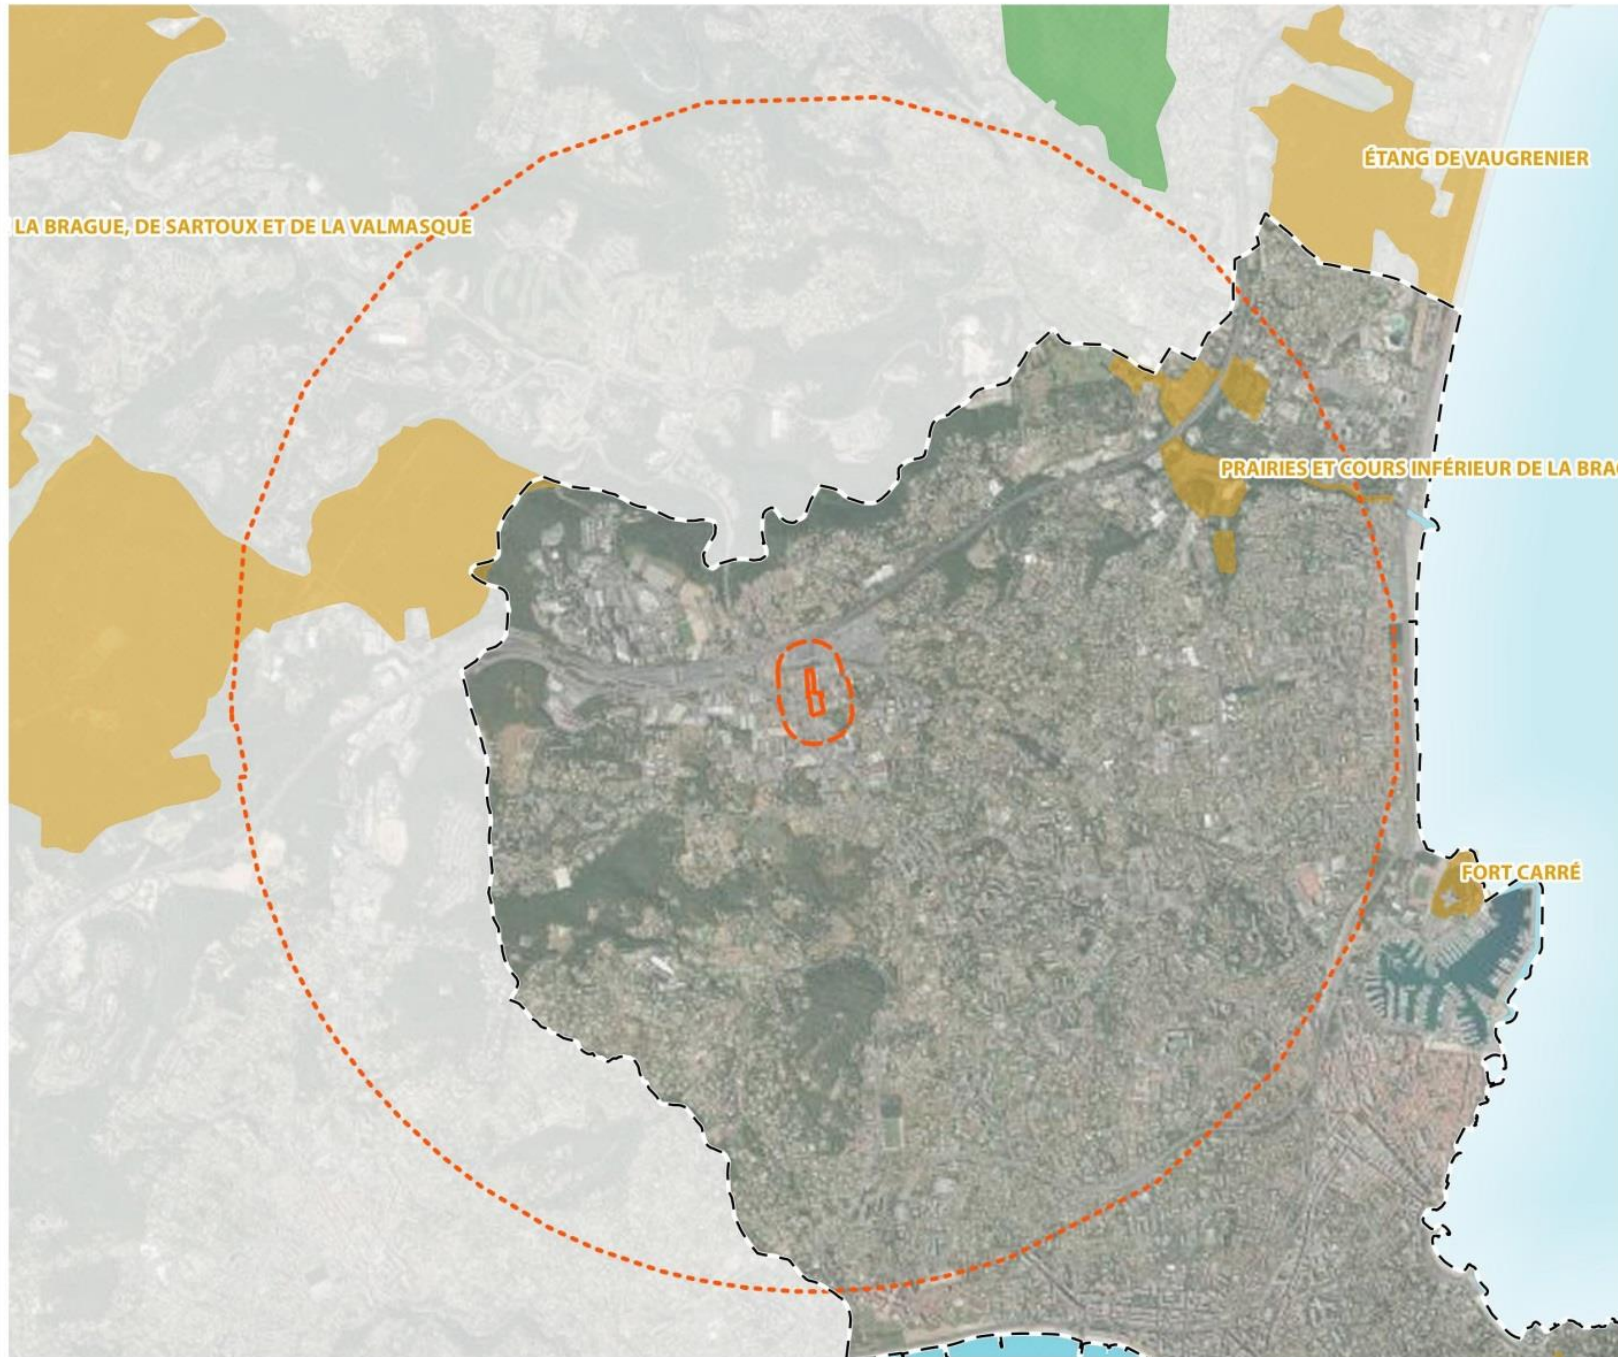 ÉTANG DE VAUGRENIER
LA BRAGUE, DE SARTOUX ET DE LA VALMASQUE
PRAIRIES ET COURS INFÉRIEUR DE LA BRAG
FORT CARRÉ